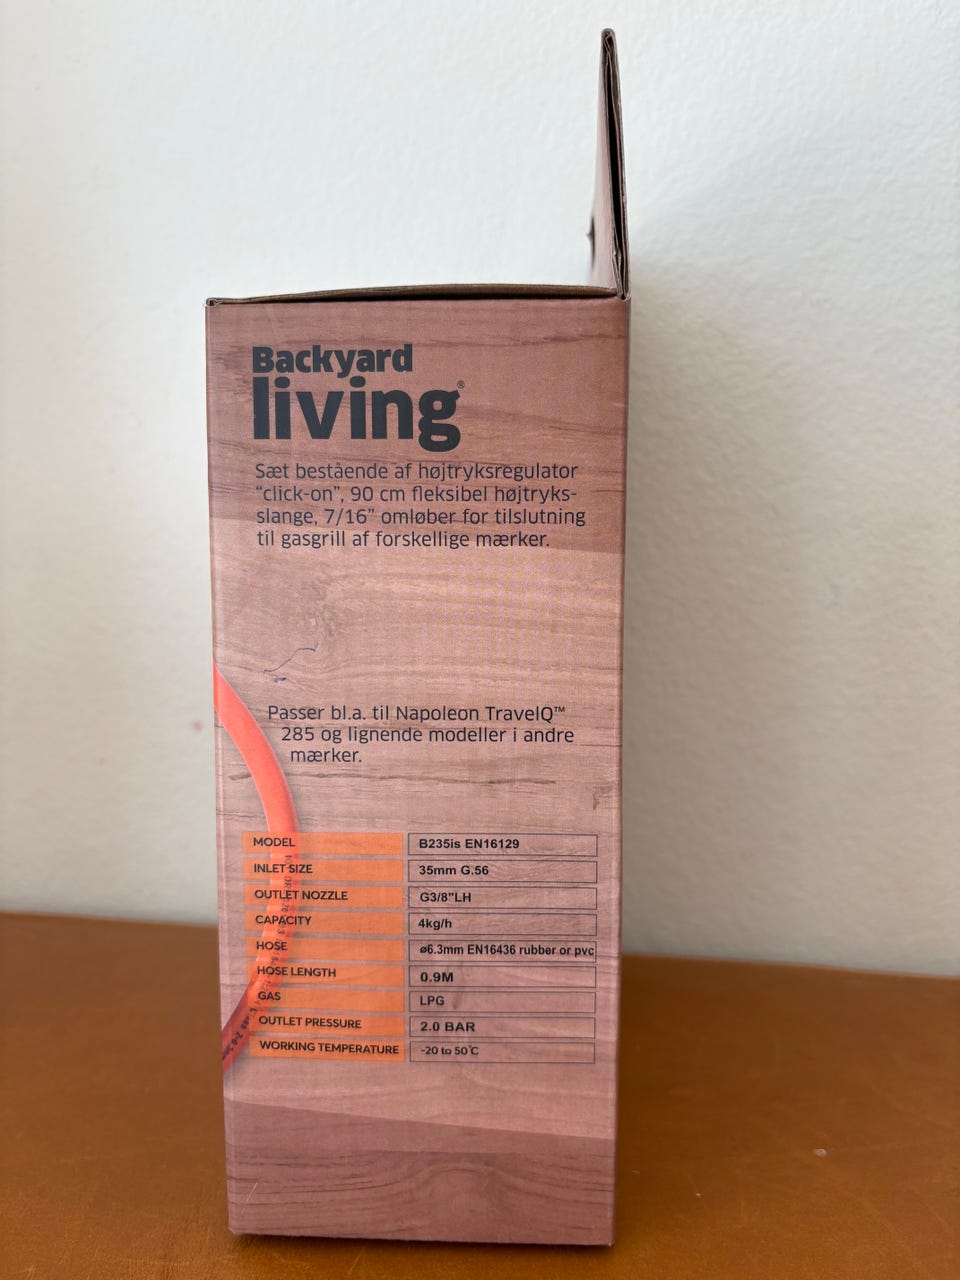 Backyard
living®
Sæt bestående af højtryksregulator
“click-on”, 90 cm fleksibel højtryks-
slange, 7/16” omløber for tilslutning
til gasgrill af forskellige mærker.
Passer bl.a. til Napoleon TravelQ™
285 og lignende modeller i andre
mærker.
MODEL B235is EN16129
INLET SIZE 35mm G.56
OUTLET NOZZLE G3/8"LH
CAPACITY 4kg/h
HOSE ø6.3mm EN16436 rubber or pvc
HOSE LENGTH 0.9M
GAS LPG
OUTLET PRESSURE 2.0 BAR
WORKING TEMPERATURE -20 to 50°C